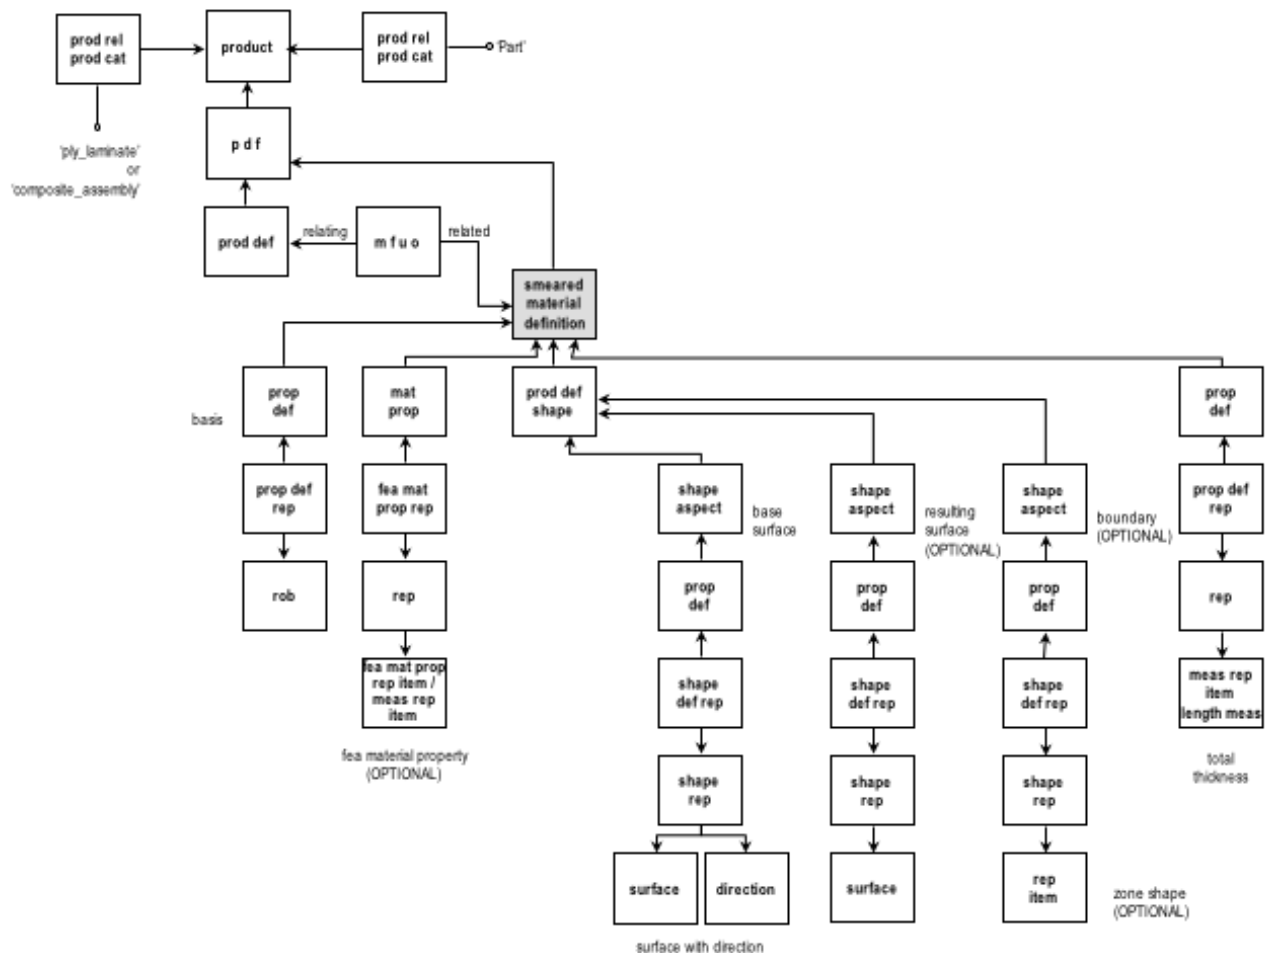 prod rel
prod cat
product
prod rel
prod cat
'Part'
p d f
'ply_laminate'
or
'composite_assembly'
prod def
relating
m f u o
related
smeared
material
definition
basis
prop
def
mat
prop
prod def
shape
prop
def
prop def
rep
fea mat
prop rep
shape
aspect
base
surface
shape
aspect
resulting
surface
(OPTIONAL)
shape
aspect
boundary
(OPTIONAL)
prop def
rep
rob
rep
prop
def
prop
def
prop
def
rep
fea mat prop
rep item /
meas rep
item
fea material property
(OPTIONAL)
shape
def rep
shape
def rep
shape
def rep
meas rep
item
length meas
total
thickness
shape
rep
shape
rep
shape
rep
surface
direction
surface
rep
item
zone shape
(OPTIONAL)
surface with direction